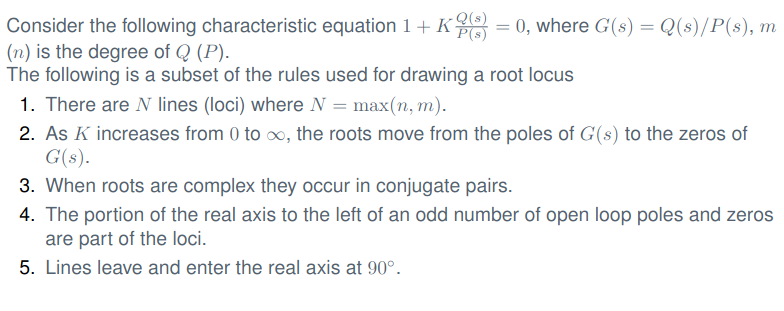 Consider the following characteristic equation $1 + K\frac{Q(s)}{P(s)} = 0$, where $G(s) = Q(s)/P(s)$, $m$
$(n)$ is the degree of $Q$ $(P)$.
The following is a subset of the rules used for drawing a root locus
1. There are $N$ lines (loci) where $N = \max(n, m)$.
2. As $K$ increases from $0$ to $\infty$, the roots move from the poles of $G(s)$ to the zeros of
$G(s)$.
3. When roots are complex they occur in conjugate pairs.
4. The portion of the real axis to the left of an odd number of open loop poles and zeros
are part of the loci.
5. Lines leave and enter the real axis at $90°$.